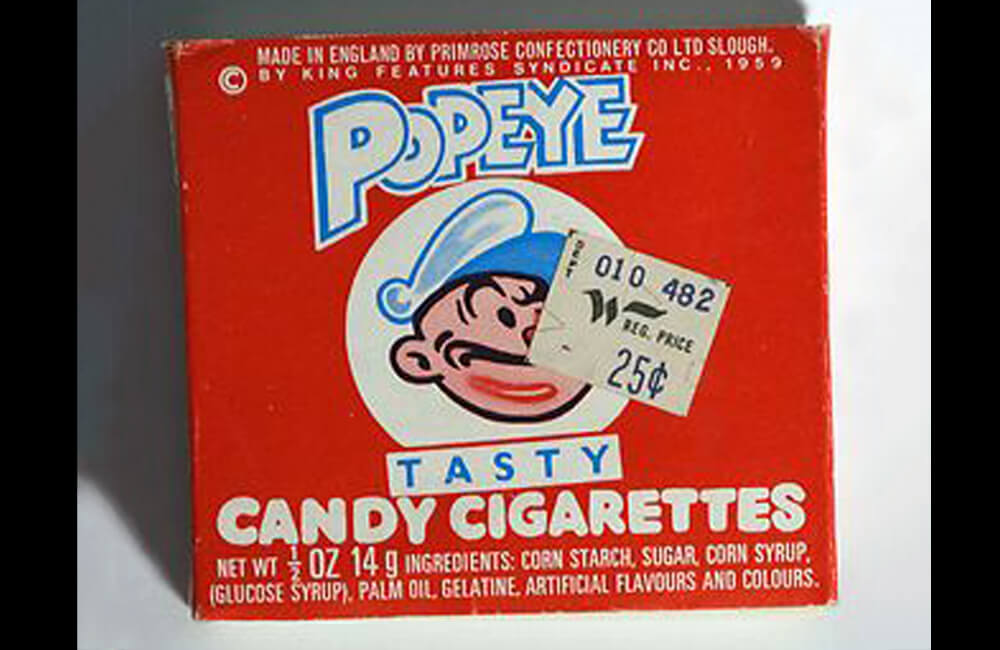 MADE IN ENGLAND BY PRIMROSE CONFECTIONERY CO LTD SLOUGH.
© BY KING FEATURES SYNDICATE INC., 1959
POPEYE
010 482
REG. PRICE
25¢
TASTY
CANDY CIGARETTES
NET WT ½ OZ 14 g INGREDIENTS: CORN STARCH, SUGAR, CORN SYRUP,
(GLUCOSE SYRUP), PALM OIL, GELATINE, ARTIFICIAL FLAVOURS AND COLOURS.